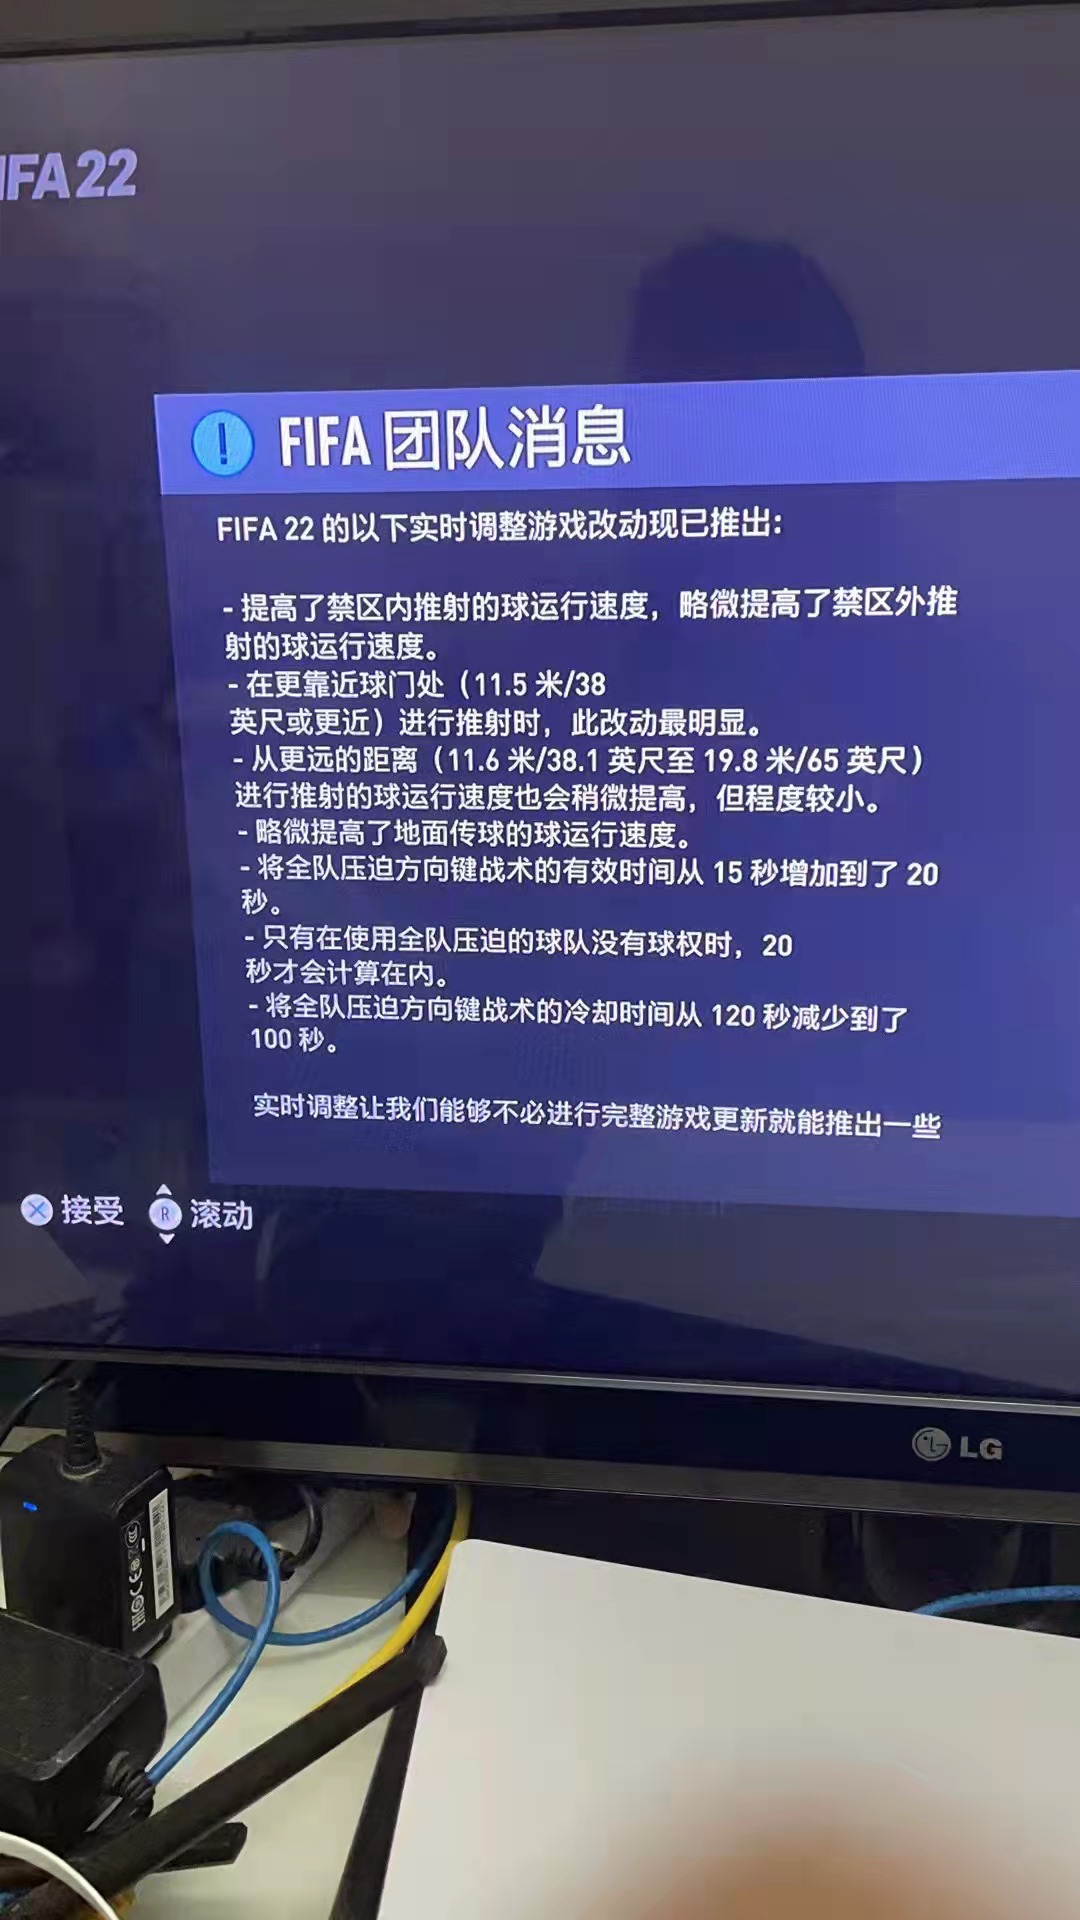 IFA 22
FIFA 团队消息
FIFA 22 的以下实时调整游戏改动现已推出:
- 提高了禁区内推射的球运行速度，略微提高了禁区外推
射的球运行速度。
- 在更靠近球门处（11.5 米/38
英尺或更近）进行推射时，此改动最明显。
- 从更远的距离（11.6 米/38.1 英尺至 19.8 米/65 英尺）
进行推射的球运行速度也会稍微提高，但程度较小。
- 略微提高了地面传球的球运行速度。
- 将全队压迫方向键战术的有效时间从 15 秒增加到了 20
秒。
- 只有在使用全队压迫的球队没有球权时，20
秒才会计算在内。
- 将全队压迫方向键战术的冷却时间从 120 秒减少到了
100 秒。
实时调整让我们能够不必进行完整游戏更新就能推出一些
接受 R 滚动
LG